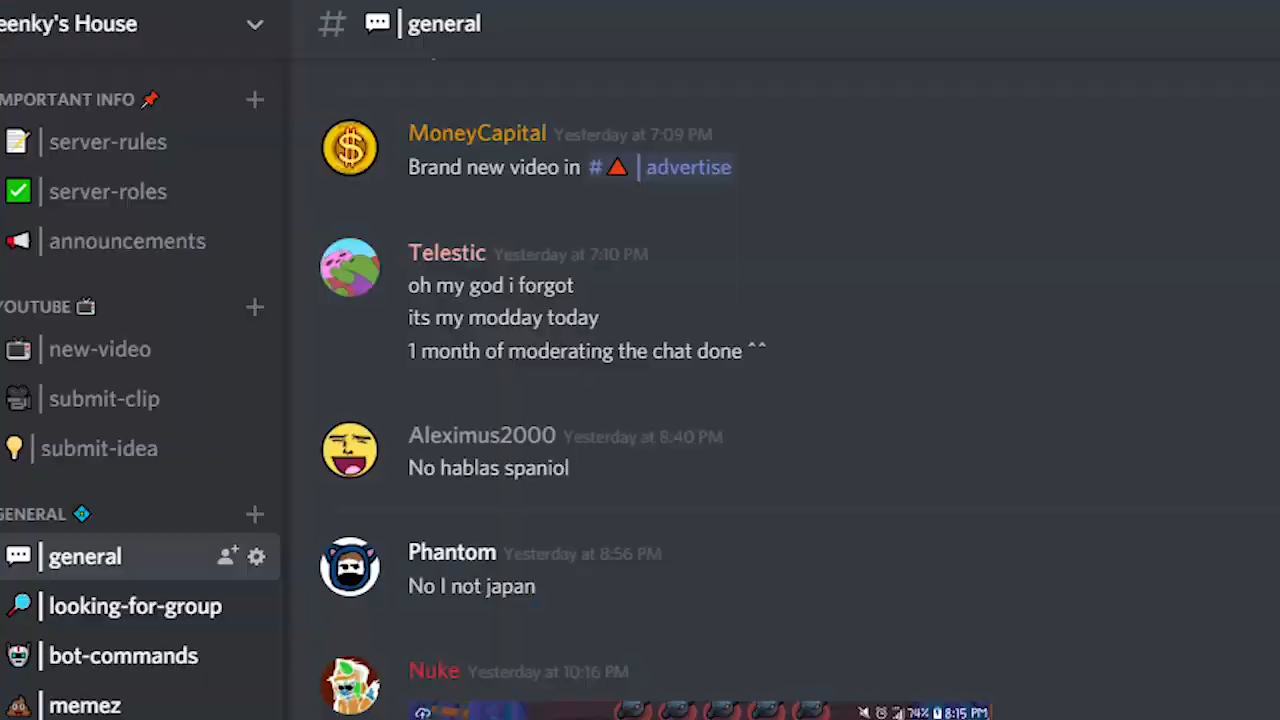 eenky's House
# | general
MPORTANT INFO
| server-rules
| server-roles
| announcements
YOUTUBE
| new-video
| submit-clip
| submit-idea
GENERAL
| general
| looking-for-group
| bot-commands
| memez
MoneyCapital Yesterday at 7:09 PM
Brand new video in # | advertise
Telestic Yesterday at 7:10 PM
oh my god i forgot
its my modday today
1 month of moderating the chat done ^^
Aleximus2000 Yesterday at 8:40 PM
No hablas spaniol
Phantom Yesterday at 8:56 PM
No I not japan
Nuke Yesterday at 10:16 PM
74% 8:15 PM